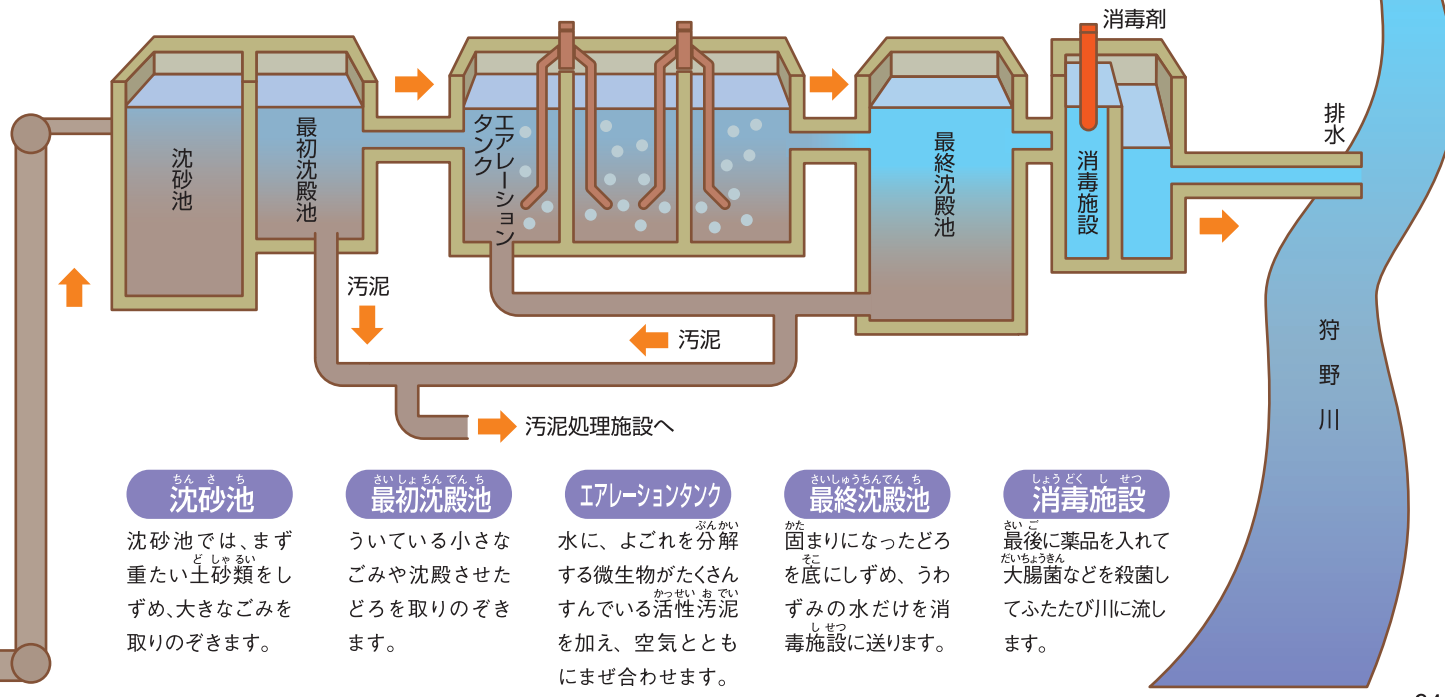 消毒剤
排水
沈砂池
最初沈殿池
エアレーション
タンク
最終沈殿池
消毒施設
汚泥
汚泥
汚泥処理施設へ
狩野川
ちんさち
沈砂池
沈砂池では、まず
どしゃるい
重たい土砂類をし
ずめ、大きなごみを
取りのぞきます。
さいしょちんでんち
最初沈殿池
ういている小さな
ごみや沈殿させた
どろを取りのぞき
ます。
エアレーションタンク
ぶんかい
水に、よごれを分解
する微生物がたくさん
かっせいおでい
すんでいる活性汚泥
を加え、空気ととも
にまぜ合わせます。
さいしゅうちんでんち
最終沈殿池
かた
固まりになったどろ
そこ
を底にしずめ、うわ
ずみの水だけを消
しせつ
毒施設に送ります。
しょうどくしせつ
消毒施設
さいご
最後に薬品を入れて
だいちょうきん
大腸菌などを殺菌し
てふたたび川に流し
ます。